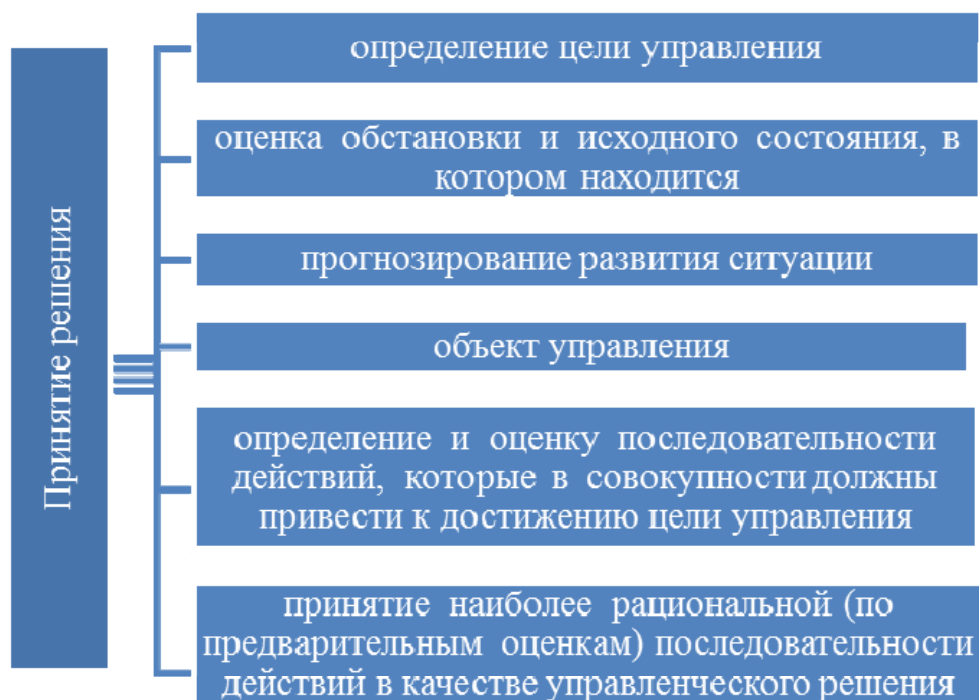 Принятие решения
определение цели управления
оценка обстановки и исходного состояния, в
котором находится
прогнозирование развития ситуации
объект управления
определение и оценку последовательности
действий, которые в совокупности должны
привести к достижению цели управления
принятие наиболее рациональной (по
предварительным оценкам) последовательности
действий в качестве управленческого решения